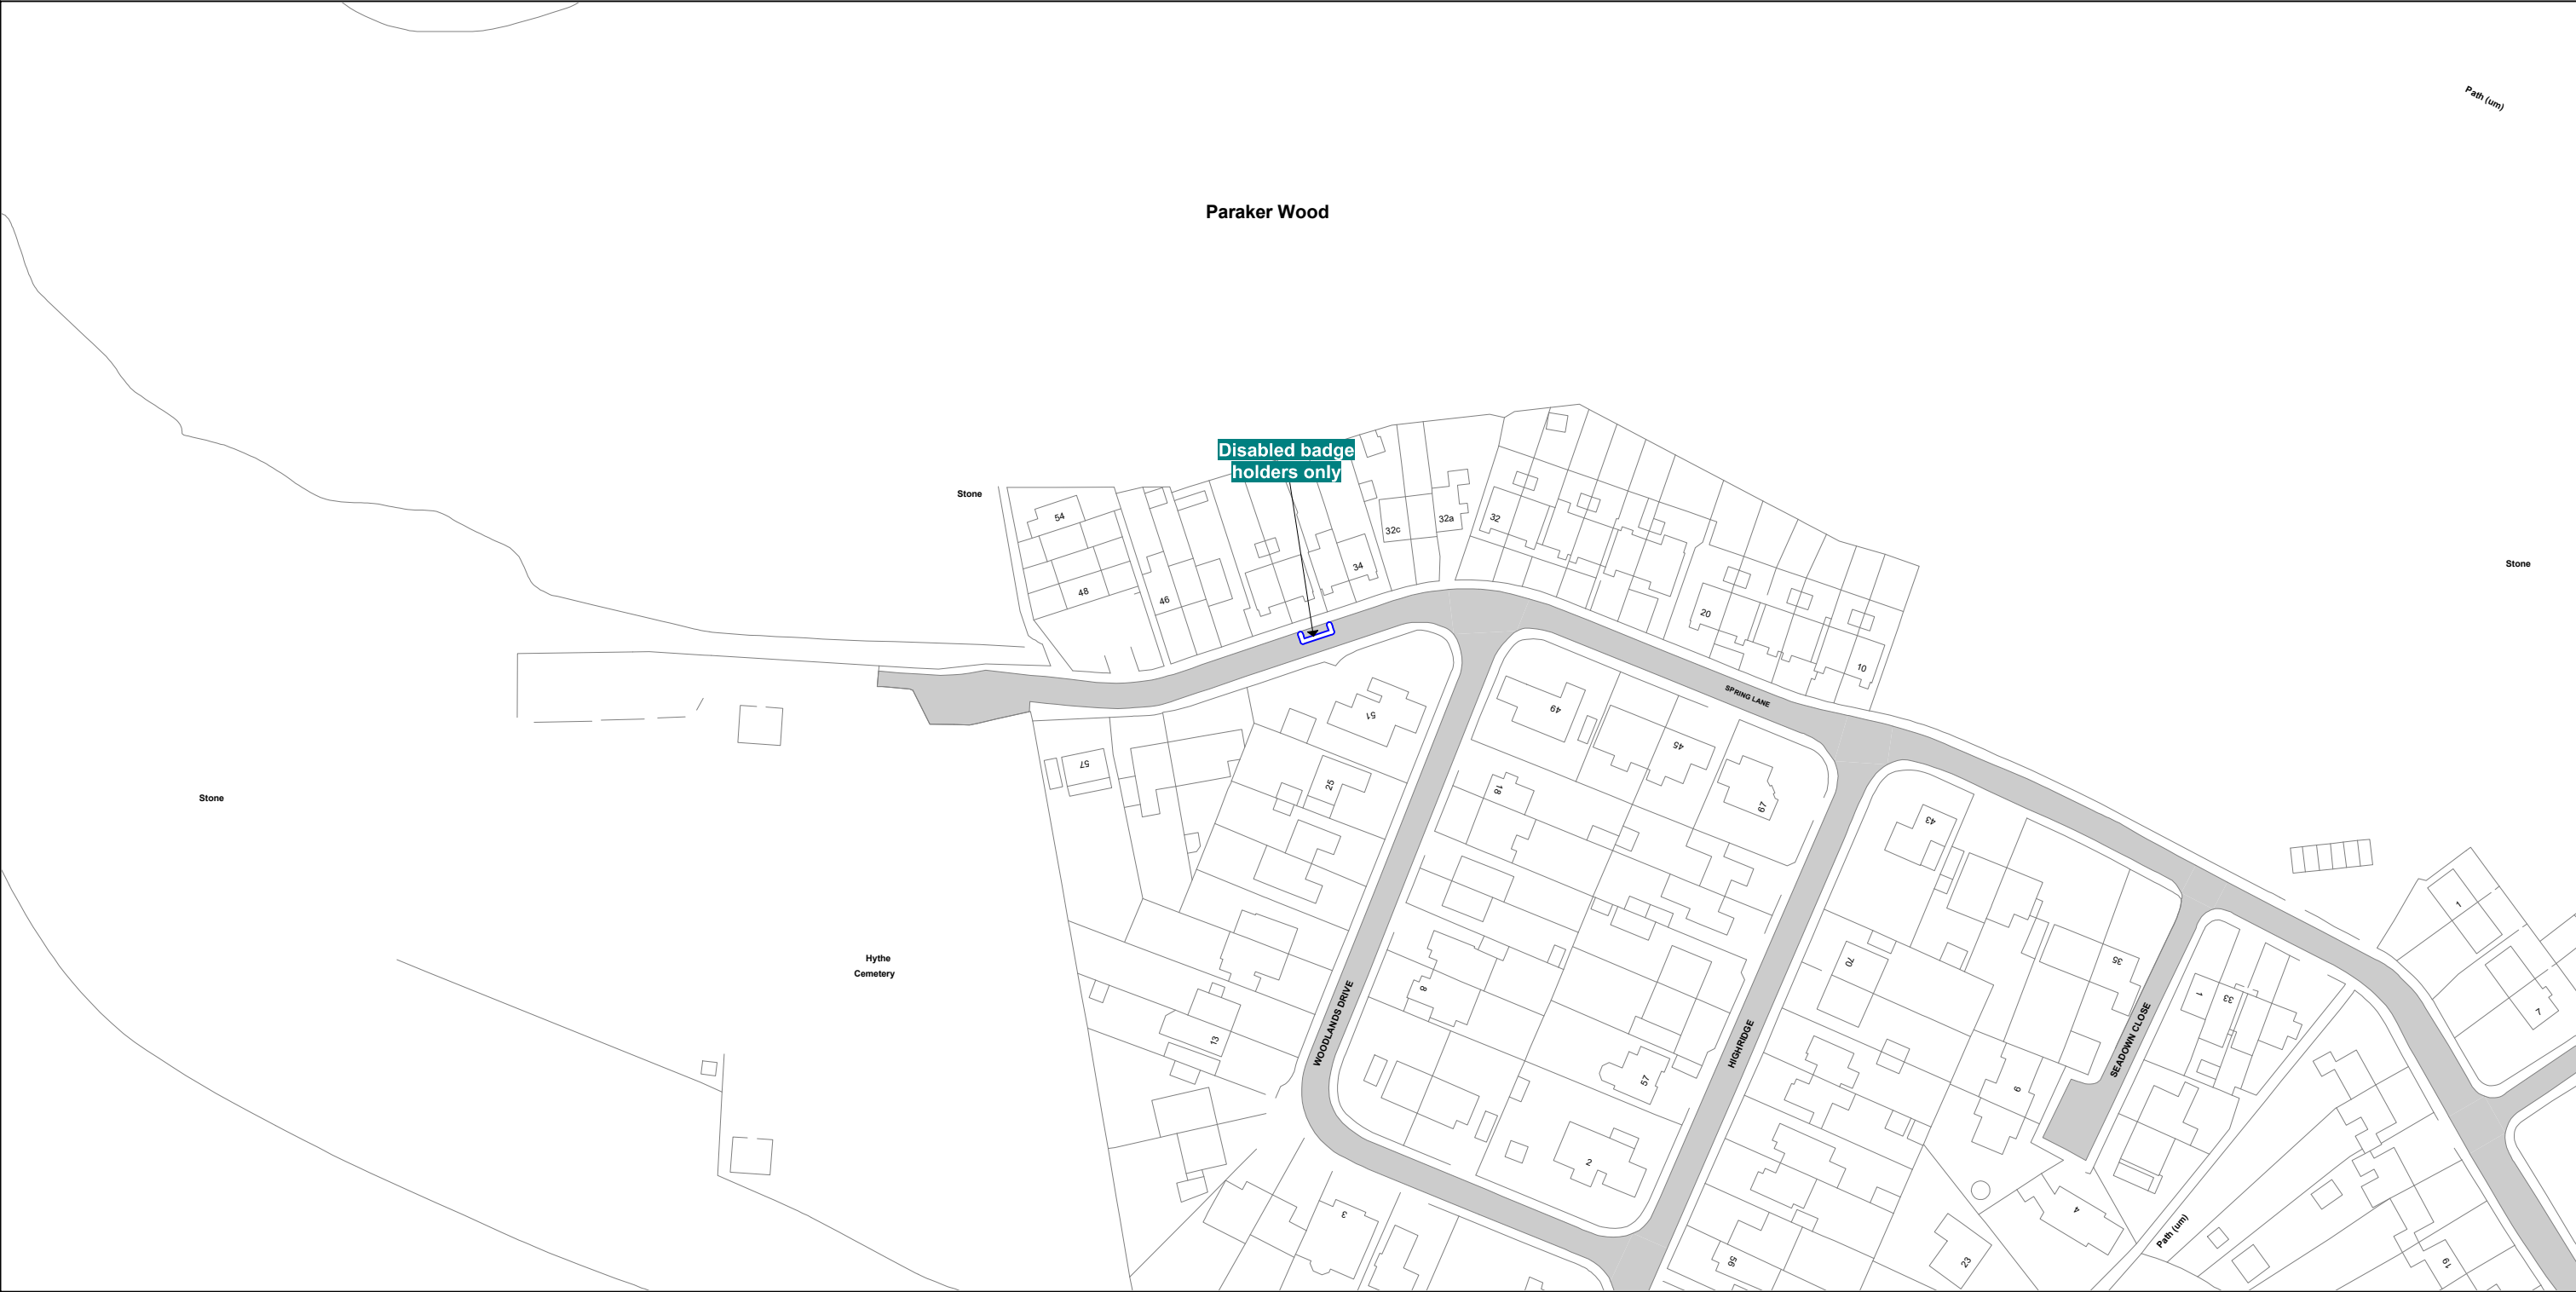 Path (um)
Paraker Wood
Disabled badge
holders only
Stone
54
48
46
34
32c
32a
32
20
10
Stone
SPRING LANE
51
49
45
67
57
25
18
43
Stone
1
7
70
35
1
33
Hythe
Cemetery
8
13
WOODLANDS DRIVE
HIGHRIDGE
SEADOWN CLOSE
57
9
2
3
4
Path (um)
56
23
19